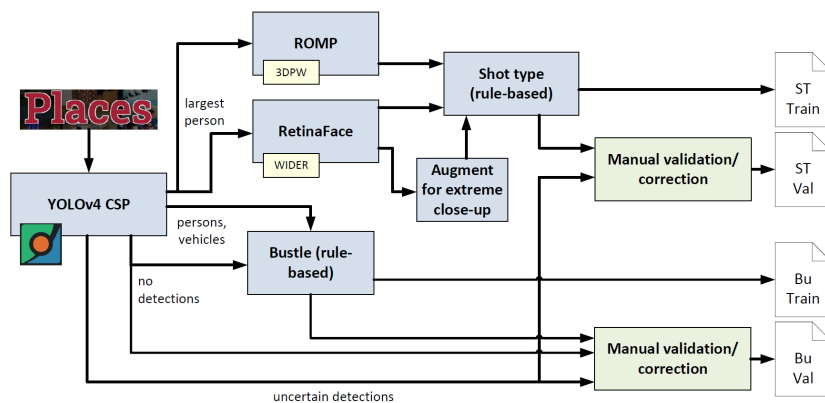 ROMP
3DPW
Shot type
(rule-based)
ST
Train
largest
person
Places
RetinaFace
WIDER
Augment
for extreme
close-up
Manual validation/
correction
ST
Val
YOLOv4 CSP
persons,
vehicles
Bustle (rule-
based)
no
detections
Bu
Train
Manual validation/
correction
Bu
Val
uncertain detections